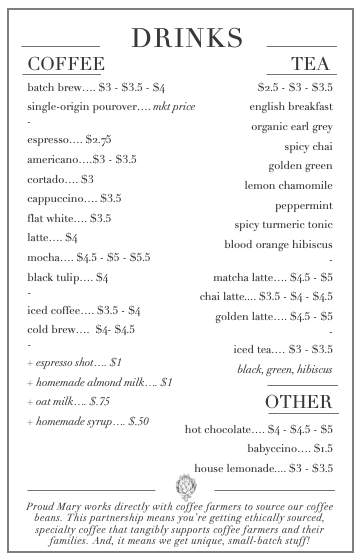 DRINKS
COFFEE
batch brew.... $3 - $3.5 - $4
single-origin pourover.... mkt price
-
espresso.... $2.75
americano....$3 - $3.5
cortado.... $3
cappuccino.... $3.5
flat white.... $3.5
latte.... $4
mocha.... $4.5 - $5 - $5.5
black tulip.... $4
-
iced coffee.... $3.5 - $4
cold brew.... $4- $4.5
-
+ espresso shot.... $1
+ homemade almond milk.... $1
+ oat milk.... $.75
+ homemade syrup.... $.50
TEA
$2.5 - $3 - $3.5
english breakfast
organic earl grey
spicy chai
golden green
lemon chamomile
peppermint
spicy turmeric tonic
blood orange hibiscus
-
matcha latte.... $4.5 - $5
chai latte.... $3.5 - $4 - $4.5
golden latte.... $4.5 - $5
-
iced tea.... $3 - $3.5
black, green, hibiscus
OTHER
hot chocolate.... $4 - $4.5 - $5
babyccino.... $1.5
house lemonade.... $3 - $3.5
Proud Mary works directly with coffee farmers to source our coffee
beans. This partnership means you're getting ethically sourced,
specialty coffee that tangibly supports coffee farmers and their
families. And, it means we get unique, small-batch stuff!